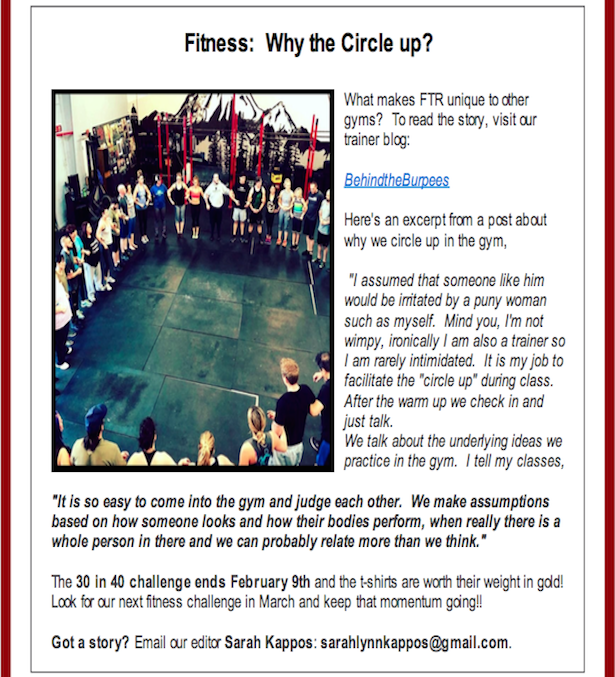 Fitness:  Why the Circle up?
What makes FTR unique to other
gyms?  To read the story, visit our
trainer blog:
BehindtheBurpees
Here's an excerpt from a post about
why we circle up in the gym,
"I assumed that someone like him
would be irritated by a puny woman
such as myself.  Mind you, I'm not
wimpy, ironically I am also a trainer so
I am rarely intimidated.  It is my job to
facilitate the "circle up" during class.
After the warm up we check in and
just talk.
We talk about the underlying ideas we
practice in the gym.  I tell my classes,
"It is so easy to come into the gym and judge each other.  We make assumptions
based on how someone looks and how their bodies perform, when really there is a
whole person in there and we can probably relate more than we think."
The 30 in 40 challenge ends February 9th and the t-shirts are worth their weight in gold!
Look for our next fitness challenge in March and keep that momentum going!!
Got a story? Email our editor Sarah Kappos: sarahlynnkappos@gmail.com.